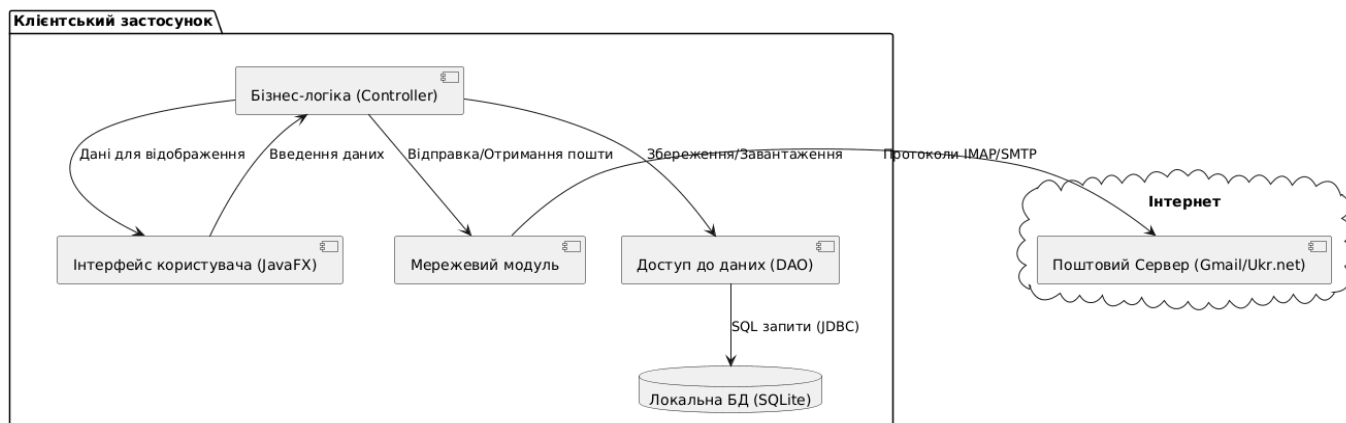 Клієнтський застосунок
Бізнес-логіка (Controller)
Дані для відображення
Введення даних
Відправка/Отримання пошти
Збереження/Завантаження
Протоколи IMAP/SMTP
Інтернет
Інтерфейс користувача (JavaFX)
Мережевий модуль
Доступ до даних (DAO)
Поштовий Сервер (Gmail/Ukr.net)
SQL запити (JDBC)
Локальна БД (SQLite)